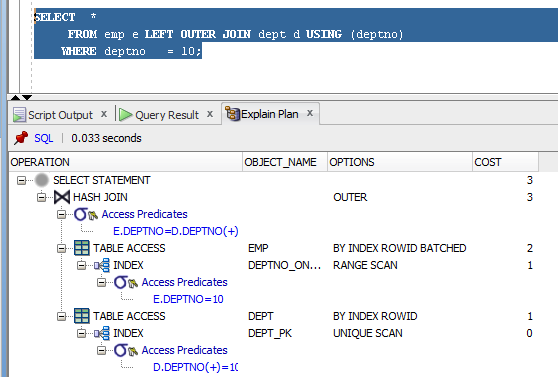 SELECT *
FROM emp e LEFT OUTER JOIN dept d USING (deptno)
WHERE deptno = 10;
Script Output x Query Result x Explain Plan x
SQL | 0.033 seconds
OPERATION OBJECT_NAME OPTIONS COST
SELECT STATEMENT 3
HASH JOIN OUTER 3
Access Predicates
E.DEPTNO=D.DEPTNO(+)
TABLE ACCESS EMP BY INDEX ROWID BATCHED 2
INDEX DEPTNO_ON... RANGE SCAN 1
Access Predicates
E.DEPTNO=10
TABLE ACCESS DEPT BY INDEX ROWID 1
INDEX DEPT_PK UNIQUE SCAN 0
Access Predicates
D.DEPTNO(+)=10